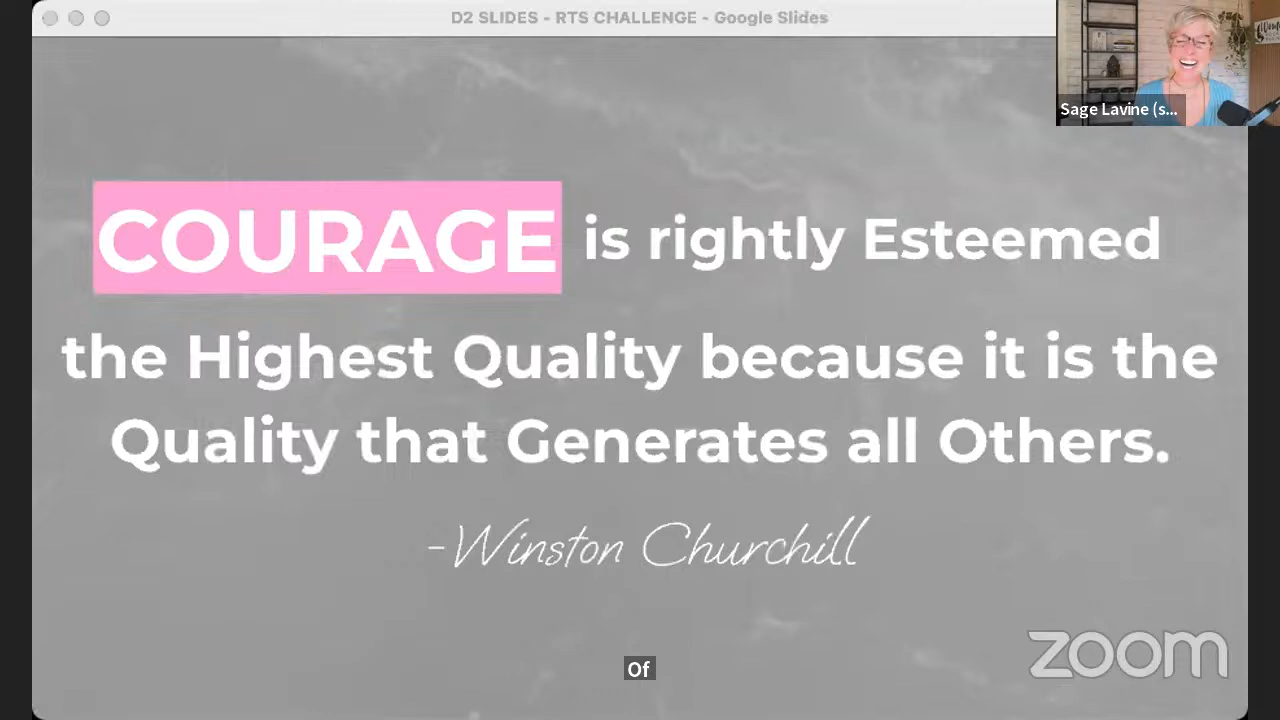 D2 SLIDES - RTS CHALLENGE - Google Slides
Sage Lavine (s...
COURAGE is rightly Esteemed
the Highest Quality because it is the
Quality that Generates all Others.
-Winston Churchill
zoom
Of